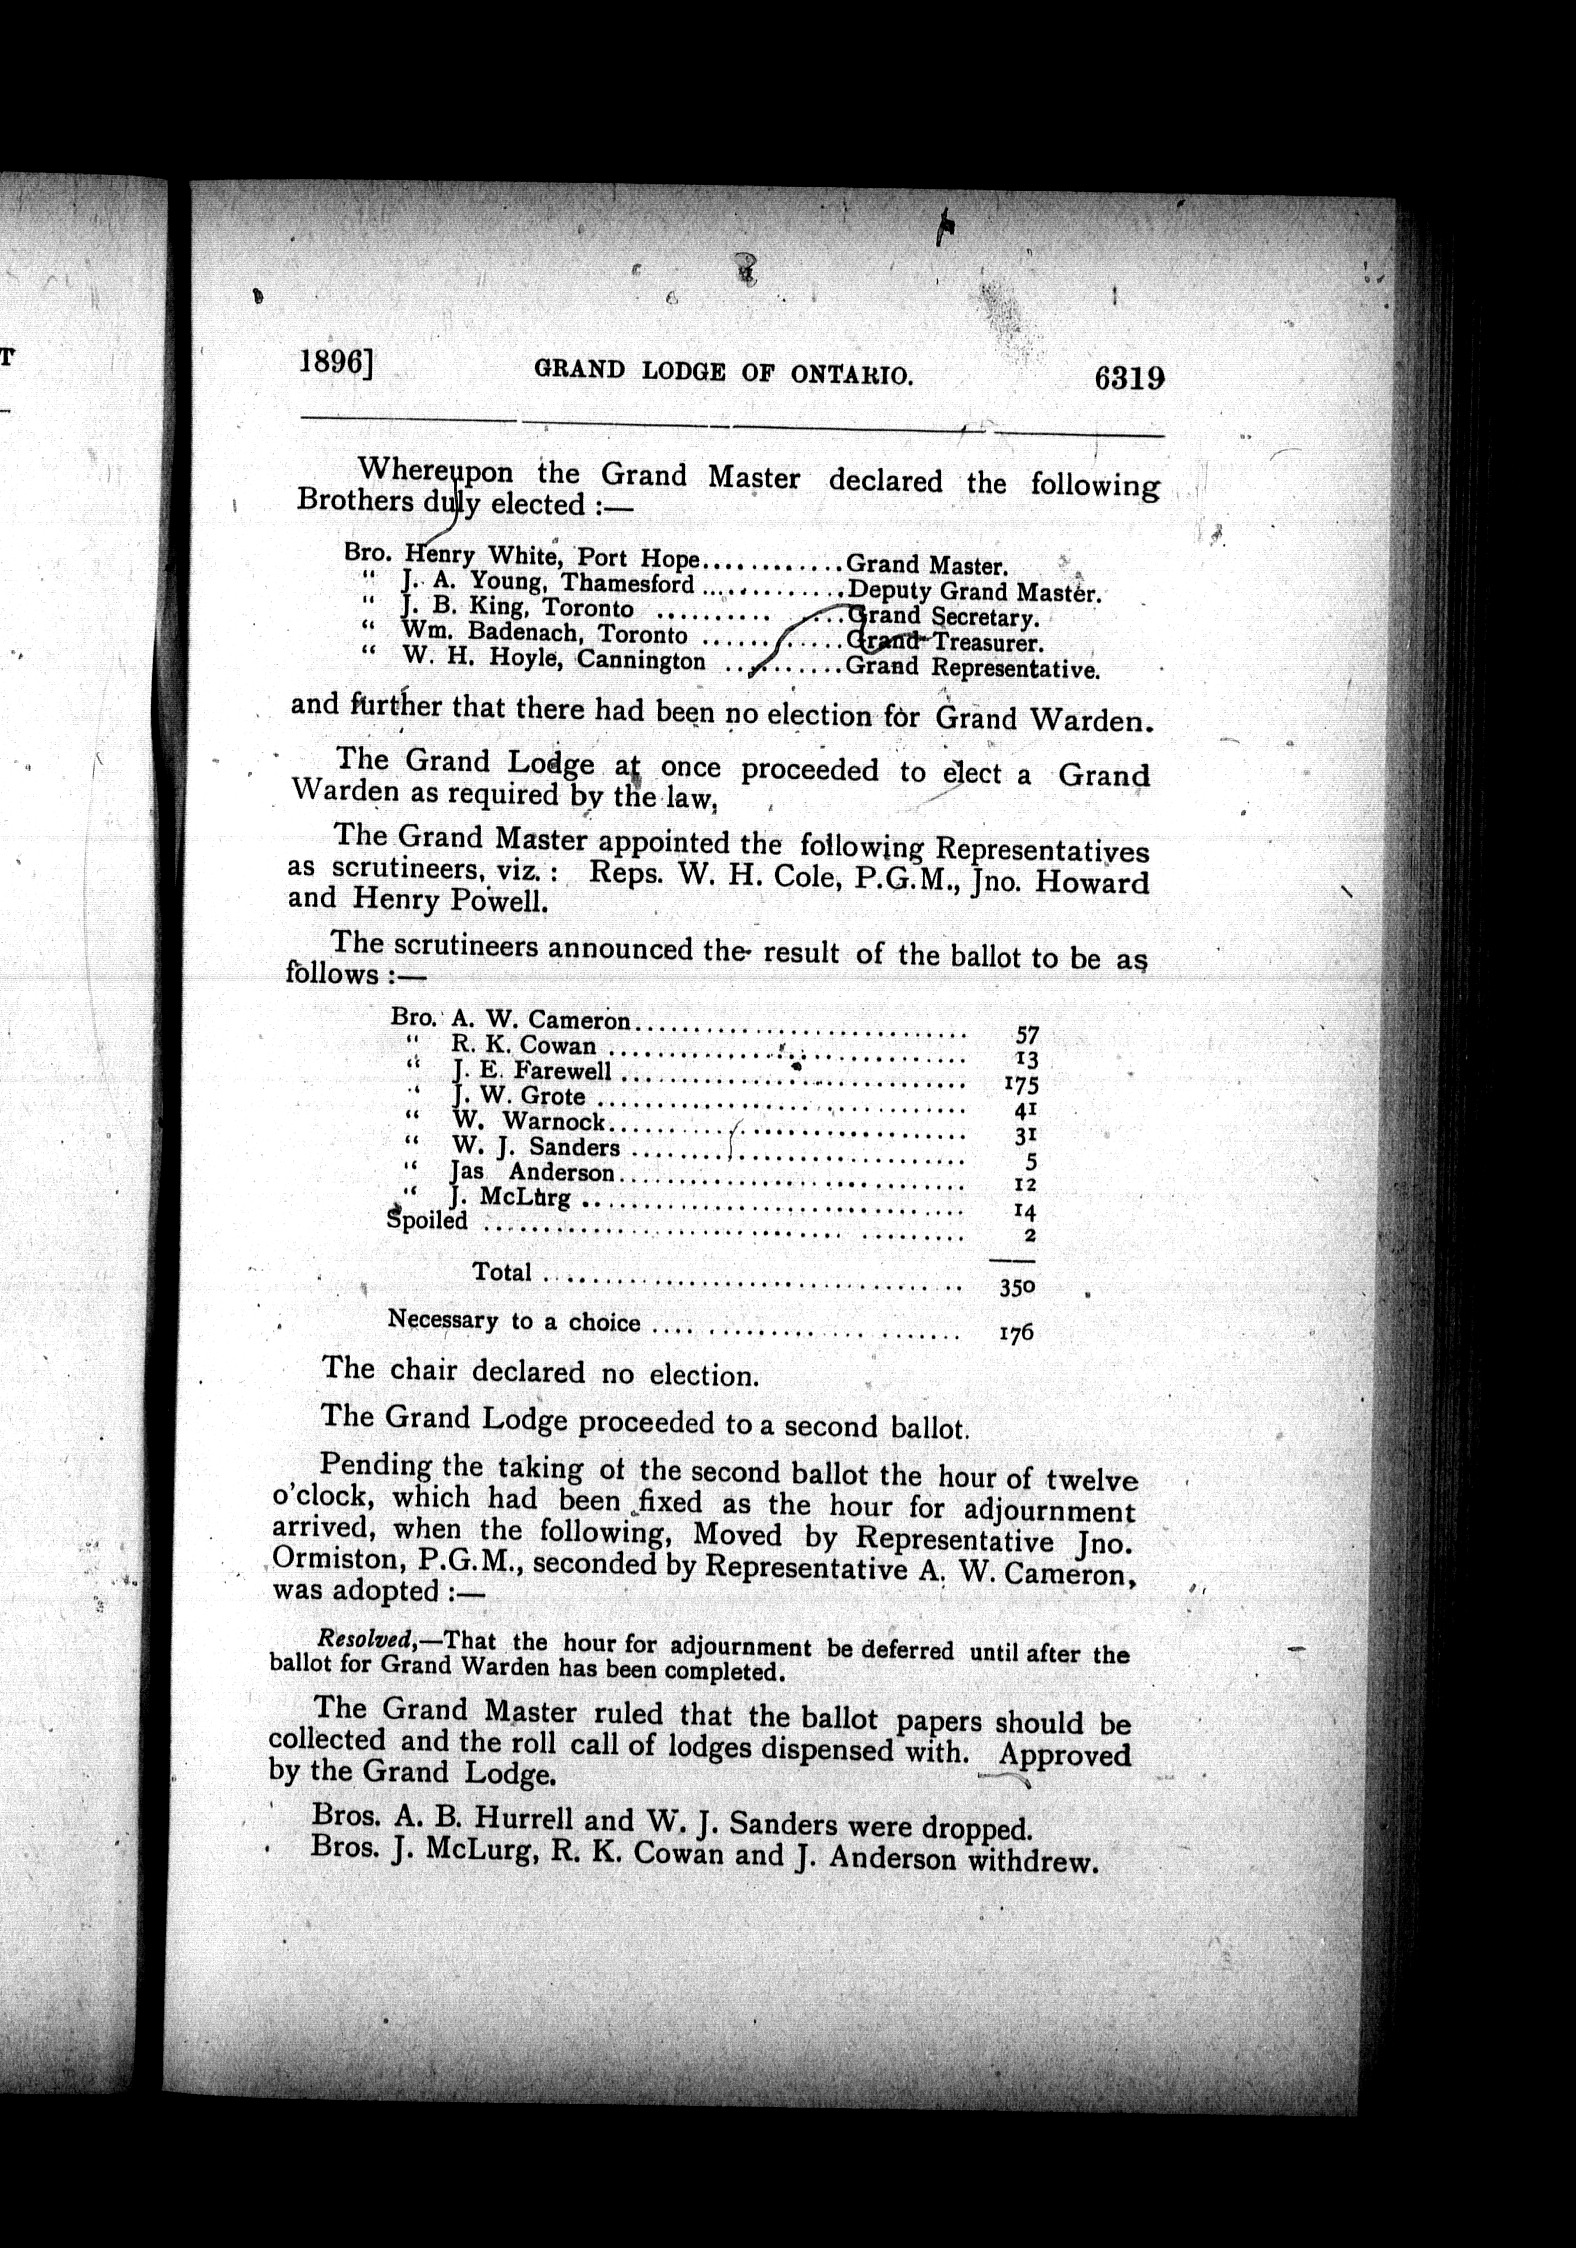 T
1896] GRAND LODGE OF ONTARIO. 6319
Whereupon the Grand Master declared the following
Brothers duly elected :—
Bro. Henry White, Port Hope............Grand Master.
“ J. A. Young, Thamesford .............Deputy Grand Master.
“ J. B. King, Toronto .......... ....Grand Secretary.
“ Wm. Badenach, Toronto ............Grand Treasurer.
“ W. H. Hoyle, Cannington ..........Grand Representative.
and further that there had been no election for Grand Warden.
The Grand Lodge at once proceeded to elect a Grand
Warden as required by the law,
The Grand Master appointed the following Representatives
as scrutineers, viz. : Reps. W. H. Cole, P.G.M., Jno. Howard
and Henry Powell.
The scrutineers announced the result of the ballot to be as
follows :—
Bro. A. W. Cameron............................ 57
“ R. K. Cowan .............................. 13
“ J. E. Farewell ............................. 175
“ J. W. Grote ............................... 41
“ W. Warnock............................... 31
“ W. J. Sanders ............................ 5
“ Jas Anderson............................. 12
“ J. McLurg ................................ 14
Spoiled ........................................ 2
Total .................................... 350
Necessary to a choice .... ......... ... ....... 176
The chair declared no election.
The Grand Lodge proceeded to a second ballot.
Pending the taking of the second ballot the hour of twelve
o'clock, which had been fixed as the hour for adjournment
arrived, when the following, Moved by Representative Jno.
Ormiston, P.G.M., seconded by Representative A. W. Cameron,
was adopted :—
Resolved,—That the hour for adjournment be deferred until after the
ballot for Grand Warden has been completed.
The Grand Master ruled that the ballot papers should be
collected and the roll call of lodges dispensed with. Approved
by the Grand Lodge.
Bros. A. B. Hurrell and W. J. Sanders were dropped.
Bros. J. McLurg, R. K. Cowan and J. Anderson withdrew.